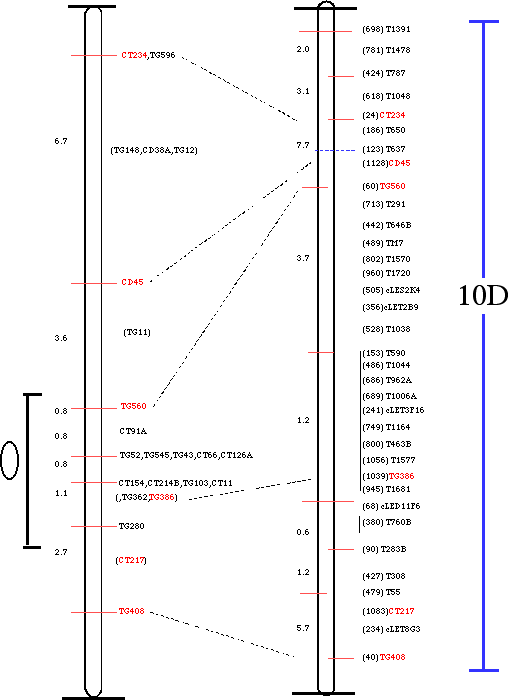 CT234,TG596
6.7
(TG148,CD38A,TG12)
CD45
3.6
(TG11)
0.8
TG560
0.8
CT91A
0.8
TG52,TG545,TG43,CT66,CT126A
1.1
CT154,CT214B,TG103,CT11
(,TG362,TG386)
TG280
2.7
(CT217)
TG408
2.0
3.1
7.7
3.7
1.2
0.6
1.2
5.7
(698) T1391
(781) T1478
(424) T787
(618) T1048
(24) CT234
(186) T650
(123) T637
(1128)CD45
(60) TG560
(713) T291
(442) T646B
(489) TM7
(802) T1570
(960) T1720
(505) cLES2K4
(356)cLET2B9
(528) T1038
(153) T590
(486) T1044
(686) T962A
(689) T1006A
(241) cLET3F16
(749) T1164
(800) T463B
(1056) T1577
(1039)TG386
(945) T1681
(68) cLED11F6
(380) T760B
(90) T283B
(427) T308
(479) T55
(1083)CT217
(234) cLET8G3
(40) TG408
10D